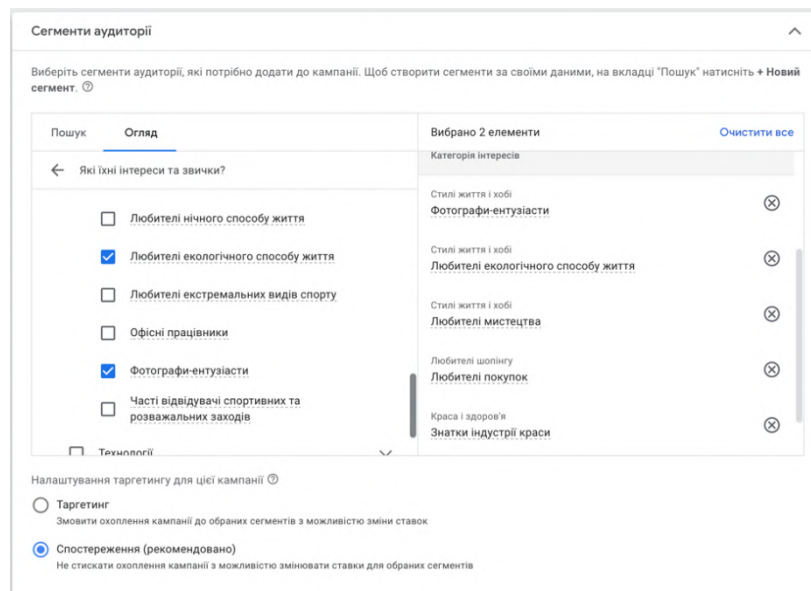 Сегменти аудиторії
Виберіть сегменти аудиторії, які потрібно додати до кампанії. Щоб створити сегменти за своїми даними, на вкладці "Пошук" натисніть + Новий
сегмент.
Пошук
Огляд
Які їхні інтереси та звички?
Любителі нічного способу життя
Любителі екологічного способу життя
Любителі екстремальних видів спорту
Офісні працівники
Фотографи-ентузіасти
Часті відвідувачі спортивних та
розважальних заходів
Технології
Вибрано 2 елементи
Очистити все
Категорія інтересів
Стилі життя і хобі
Фотографи-ентузіасти
Стилі життя і хобі
Любителі екологічного способу життя
Стилі життя і хобі
Любителі мистецтва
Любителі шопінгу
Любителі покупок
Краса і здоров'я
Знатки індустрії краси
Налаштування таргетингу для цієї кампанії
Таргетинг
Змовити охоплення кампанії до обраних сегментів з можливістю зміни ставок
Спостереження (рекомендовано)
Не стискати охоплення кампанії з можливістю змінювати ставки для обраних сегментів